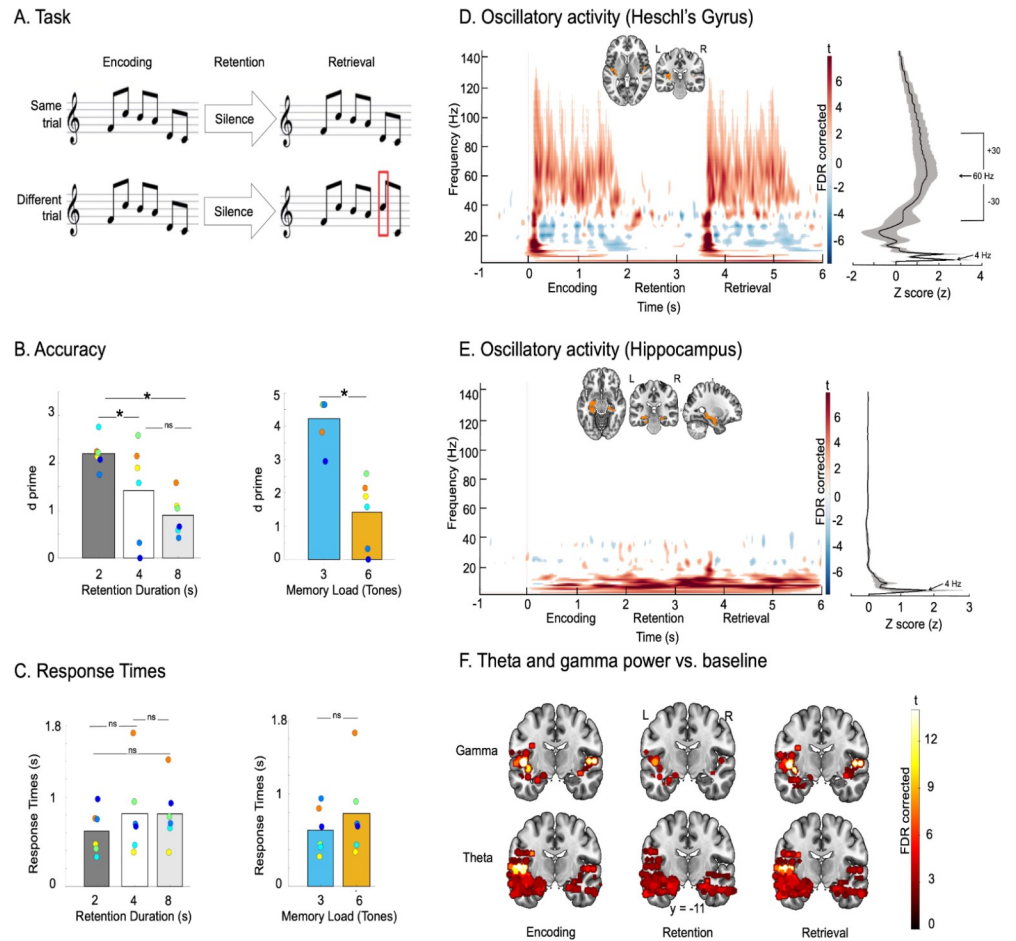 A. Task
Encoding Retention Retrieval
Same trial
Silence
Different trial
Silence
B. Accuracy
d prime
3
2
1
0
*
*
ns
2 4 8
Retention Duration (s)
d prime
5
4
3
2
1
0
*
3 6
Memory Load (Tones)
C. Response Times
Response Times (s)
1.8
1
0
ns
ns
ns
2 4 8
Retention Duration (s)
Response Times (s)
1.8
1
0
ns
3 6
Memory Load (Tones)
D. Oscillatory activity (Heschl's Gyrus)
Frequency (Hz)
140
120
100
80
60
40
20
L R
-1 0 1 2 3 4 5 6
Encoding Retention Retrieval
Time (s)
t
6
4
2
0
-2
-4
-6
FDR corrected
+30
60 Hz
-30
4 Hz
-2 0 2 4
Z score (z)
E. Oscillatory activity (Hippocampus)
Frequency (Hz)
140
120
100
80
60
40
20
L R
-1 0 1 2 3 4 5 6
Encoding Retention Retrieval
Time (s)
t
6
4
2
0
-2
-4
-6
FDR corrected
4 Hz
0 1 2 3
Z score (z)
F. Theta and gamma power vs. baseline
L R
Gamma
Theta
y = -11
Encoding Retention Retrieval
t
12
9
6
3
0
FDR corrected